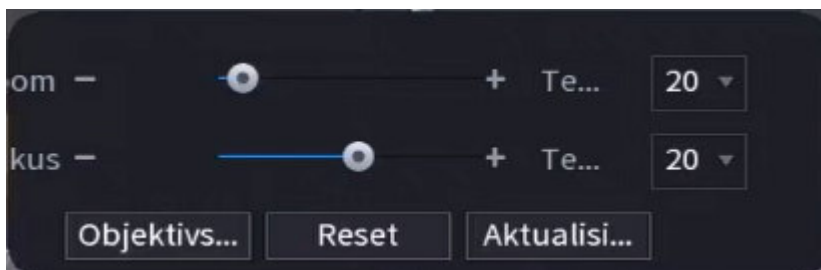 om − + Te... 20
kus − + Te... 20
Objektivs... Reset Aktualisi...